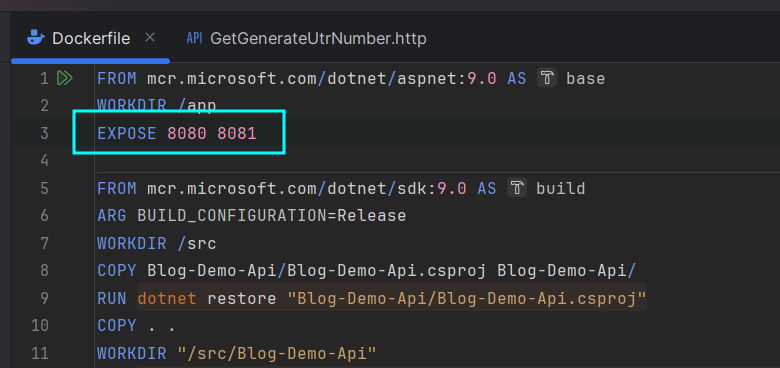 Dockerfile × API GetGenerateUtrNumber.http
1 FROM mcr.microsoft.com/dotnet/aspnet:9.0 AS base
2 WORKDIR /app
3 EXPOSE 8080 8081
4
5 FROM mcr.microsoft.com/dotnet/sdk:9.0 AS build
6 ARG BUILD_CONFIGURATION=Release
7 WORKDIR /src
8 COPY Blog-Demo-Api/Blog-Demo-Api.csproj Blog-Demo-Api/
9 RUN dotnet restore "Blog-Demo-Api/Blog-Demo-Api.csproj"
10 COPY . .
11 WORKDIR "/src/Blog-Demo-Api"